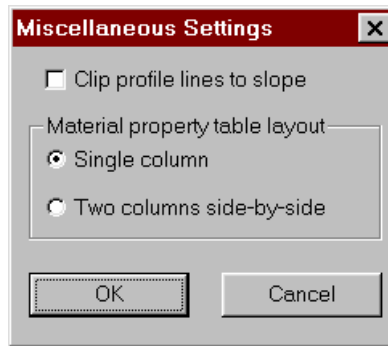 Miscellaneous Settings
Clip profile lines to slope
Material property table layout
Single column
Two columns side-by-side
OK
Cancel